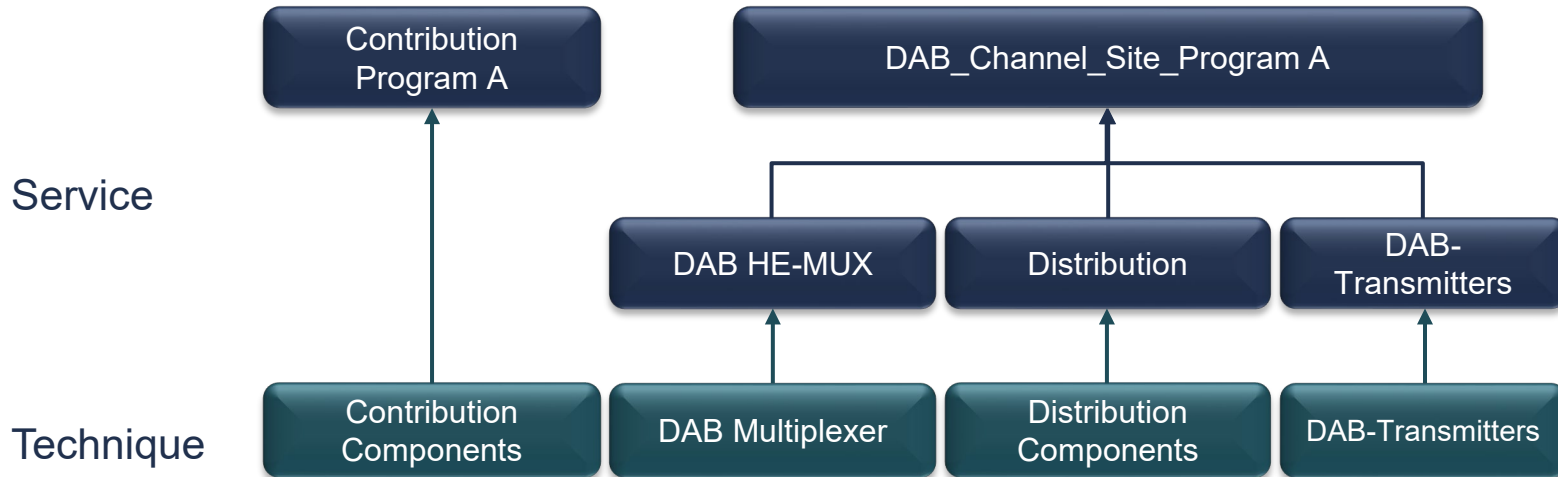 Contribution
Program A
DAB_Channel_Site_Program A
Service
DAB HE-MUX
Distribution
DAB-
Transmitters
Technique
Contribution
Components
DAB Multiplexer
Distribution
Components
DAB-Transmitters